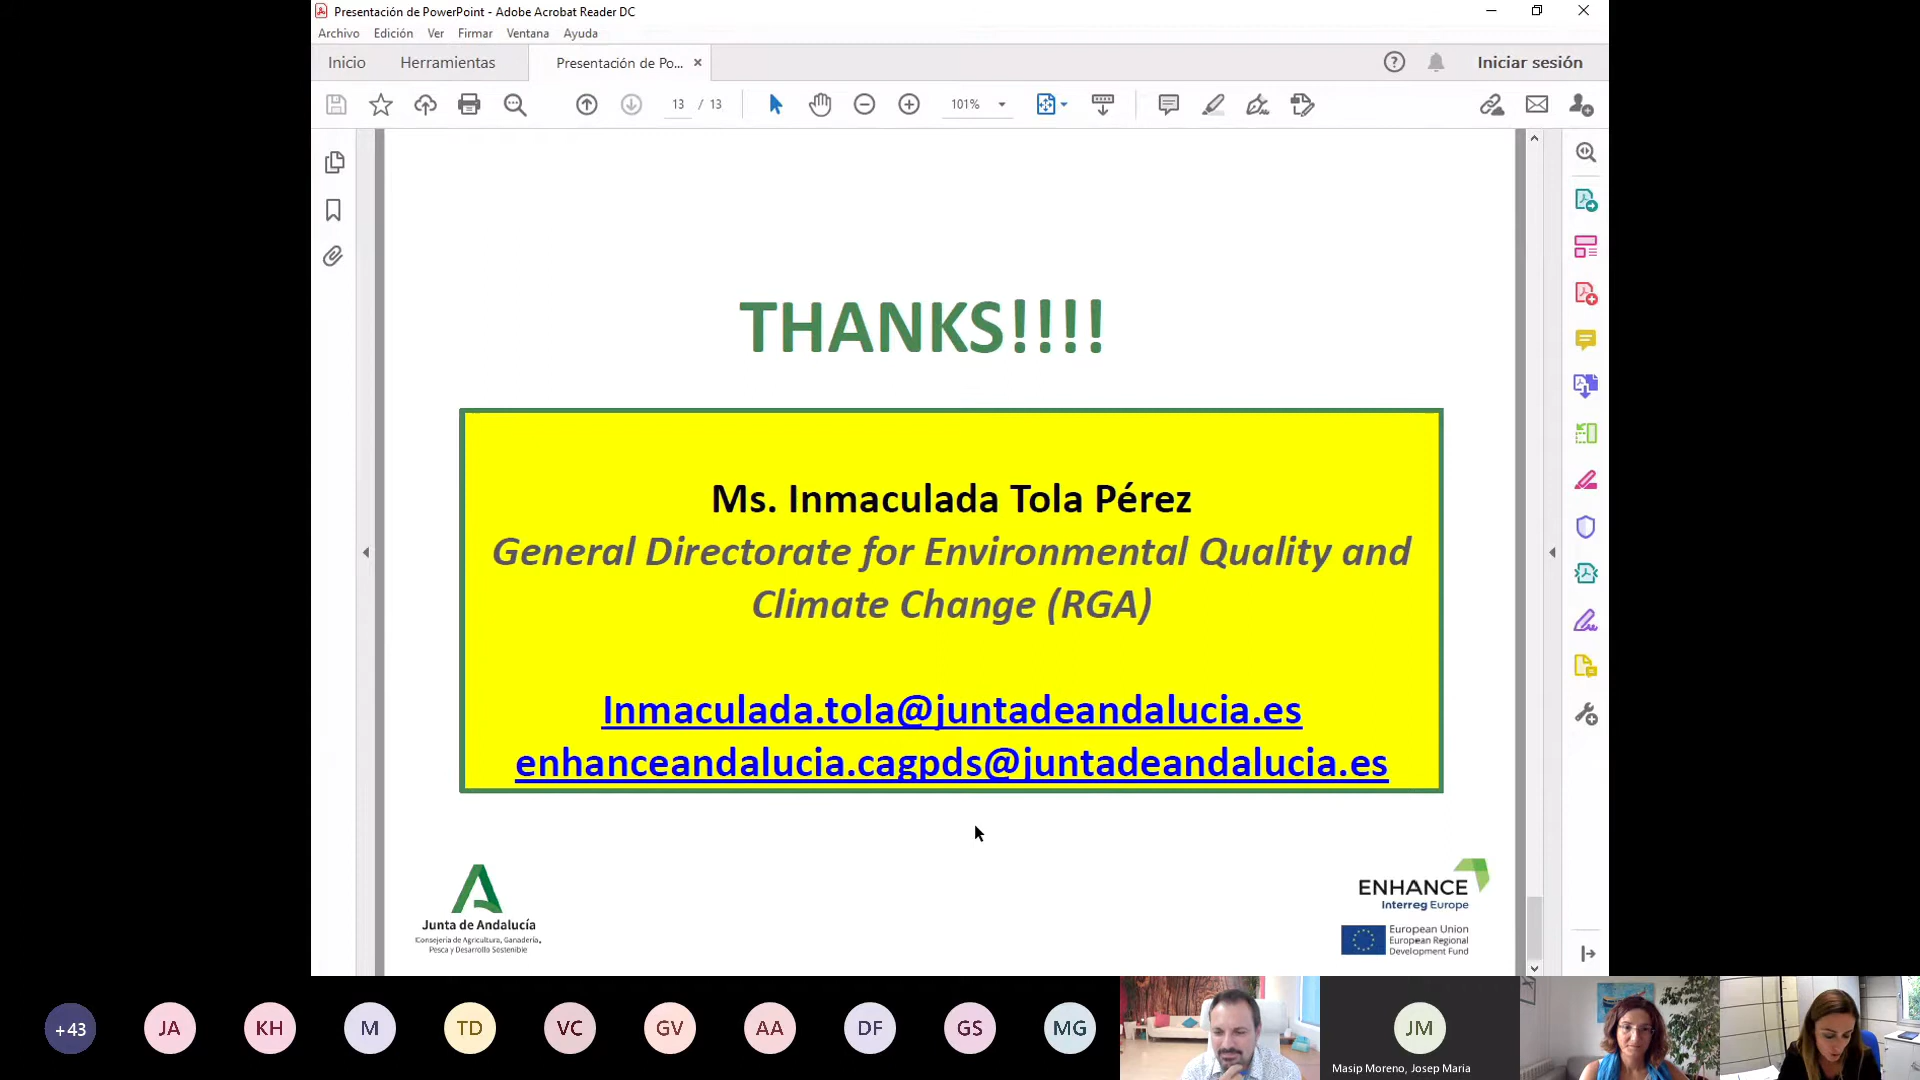 Presentación de PowerPoint - Adobe Acrobat Reader DC
Archivo Edición Ver Firmar Ventana Ayuda
Inicio Herramientas Presentación de Po... × Iniciar sesión
13 / 13 101%
THANKS!!!!
Ms. Inmaculada Tola Pérez
General Directorate for Environmental Quality and
Climate Change (RGA)
Inmaculada.tola@juntadeandalucia.es
enhanceandalucia.cagpds@juntadeandalucia.es
Junta de Andalucía
Consejería de Agricultura, Ganadería,
Pesca y Desarrollo Sostenible
ENHANCE
Interreg Europe
European Union
European Regional
Development Fund
+43 JA KH M TD VC GV AA DF GS MG JM
Masip Moreno, Josep Maria